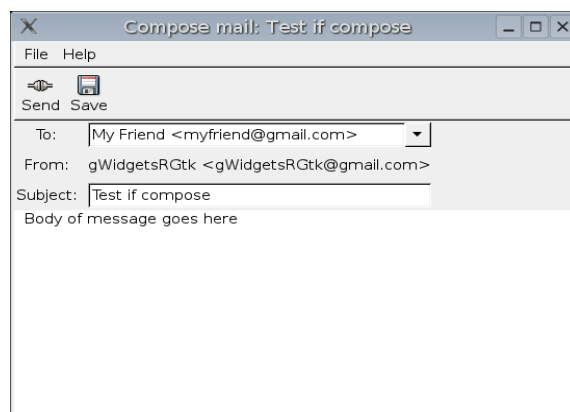 Compose mail: Test if compose
File Help
Send Save
To: My Friend <myfriend@gmail.com>
From: gWidgetsRGtk <gWidgetsRGtk@gmail.com>
Subject: Test if compose
Body of message goes here